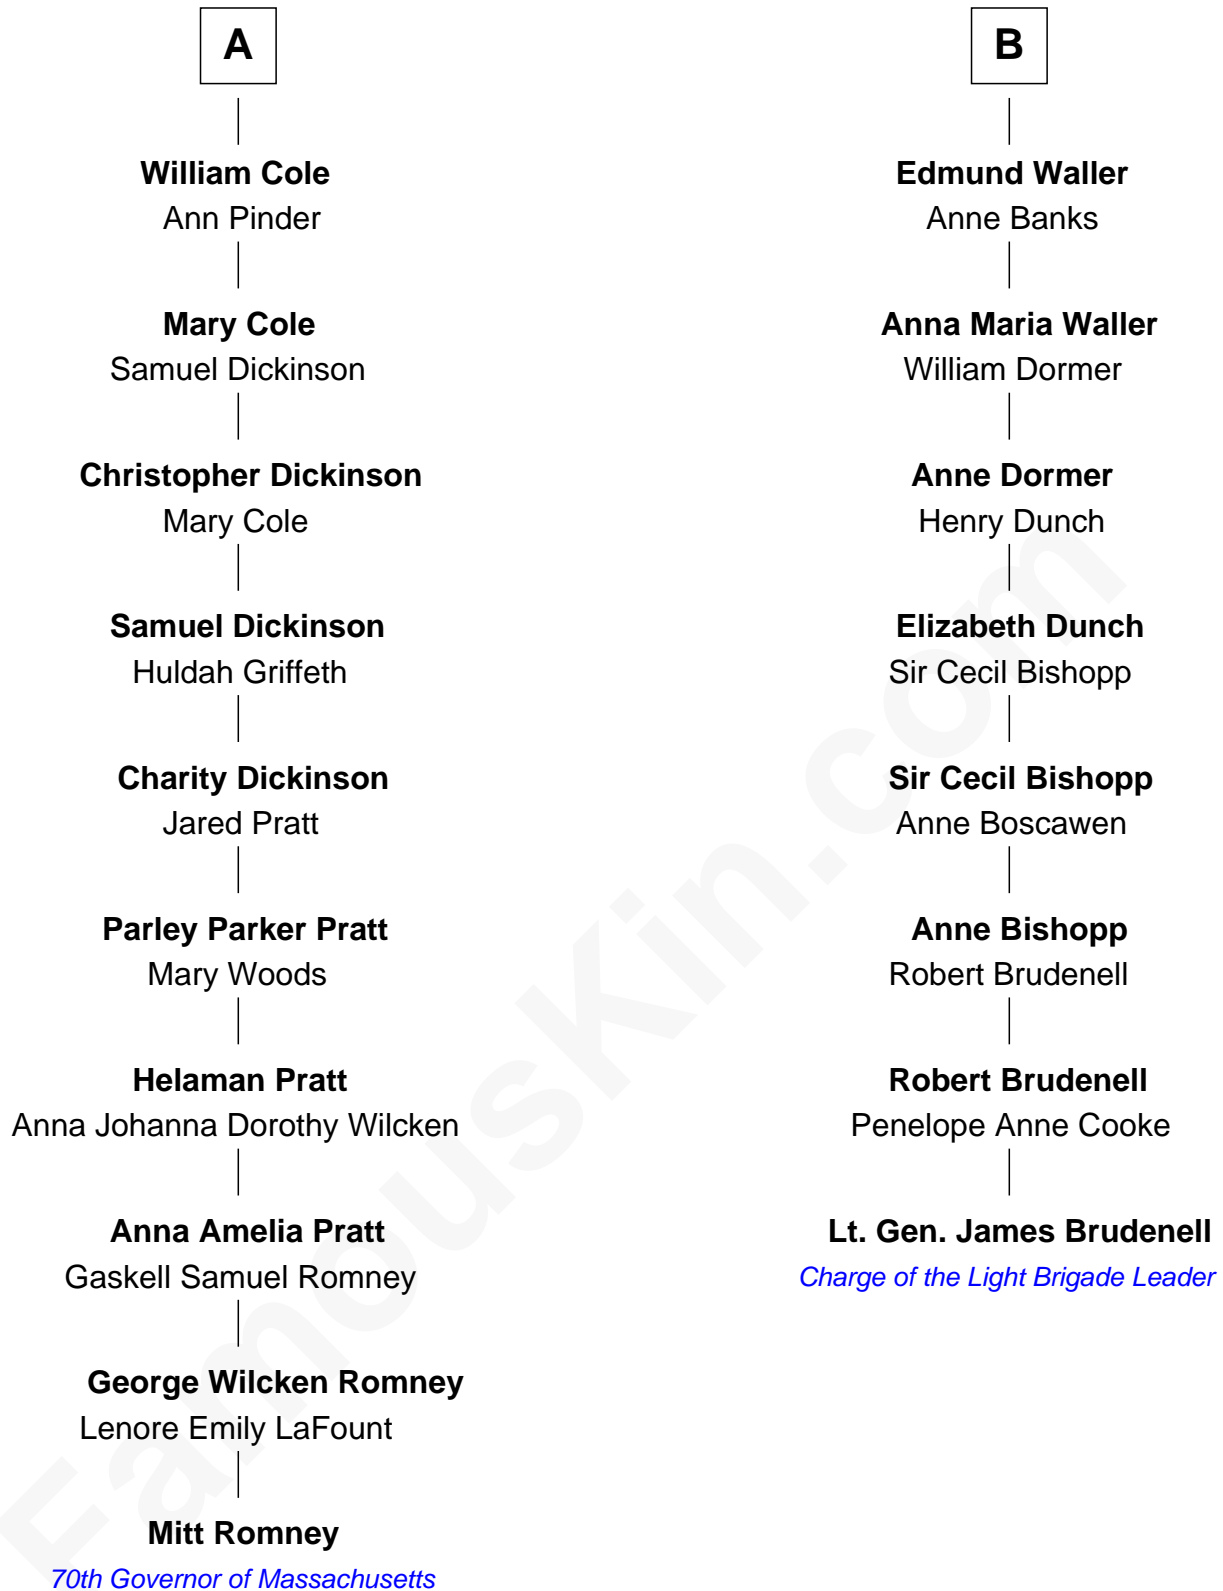 A
William Cole
Ann Pinder
Mary Cole
Samuel Dickinson
Christopher Dickinson
Mary Cole
Samuel Dickinson
Huldah Griffeth
Charity Dickinson
Jared Pratt
Parley Parker Pratt
Mary Woods
Helaman Pratt
Anna Johanna Dorothy Wilcken
Anna Amelia Pratt
Gaskell Samuel Romney
George Wilcken Romney
Lenore Emily LaFount
Mitt Romney
70th Governor of Massachusetts
B
Edmund Waller
Anne Banks
Anna Maria Waller
William Dormer
Anne Dormer
Henry Dunch
Elizabeth Dunch
Sir Cecil Bishopp
Sir Cecil Bishopp
Anne Boscawen
Anne Bishopp
Robert Brudenell
Robert Brudenell
Penelope Anne Cooke
Lt. Gen. James Brudenell
Charge of the Light Brigade Leader
FamousKin.com